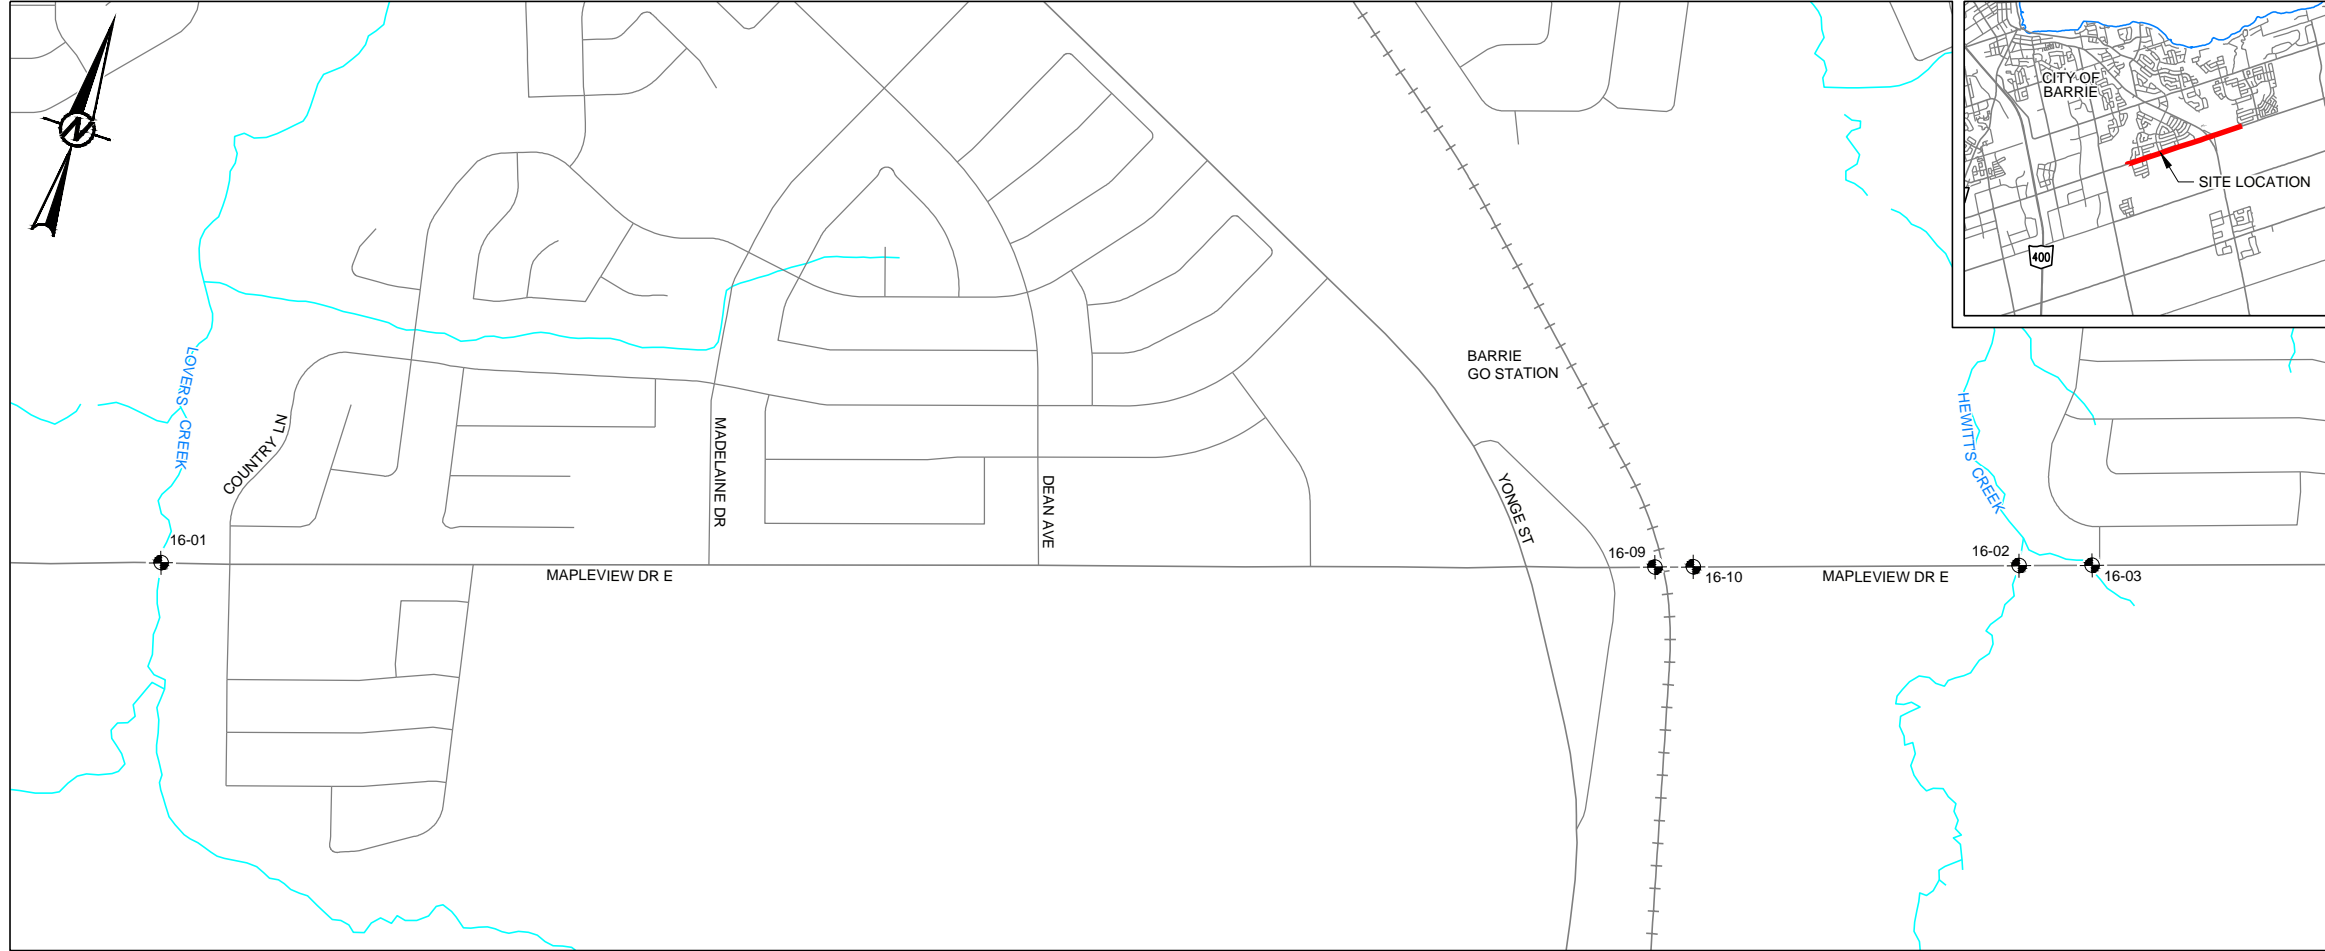 N
CITY OF
BARRIE
SITE LOCATION
400
BARRIE
GO STATION
LOVERS CREEK
COUNTRY LN
MADELAINE DR
DEAN AVE
YONGE ST
HEWITTS CREEK
16-01
MAPLEVIEW DR E
16-09
16-10
MAPLEVIEW DR E
16-02
16-03